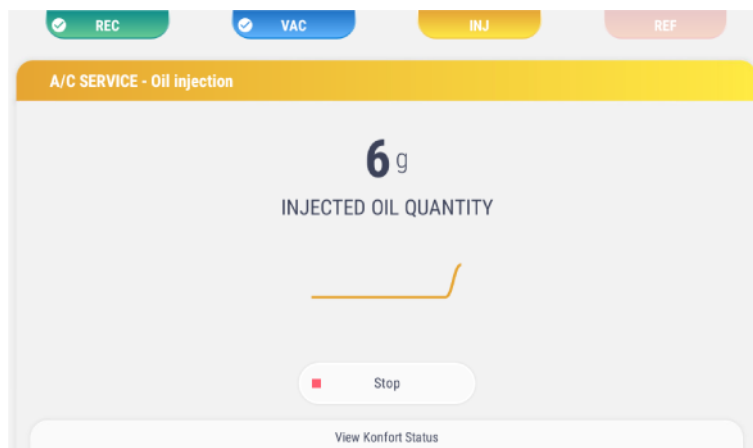 REC VAC INJ REF
A/C SERVICE - Oil injection
6 g
INJECTED OIL QUANTITY
Stop
View Konfort Status